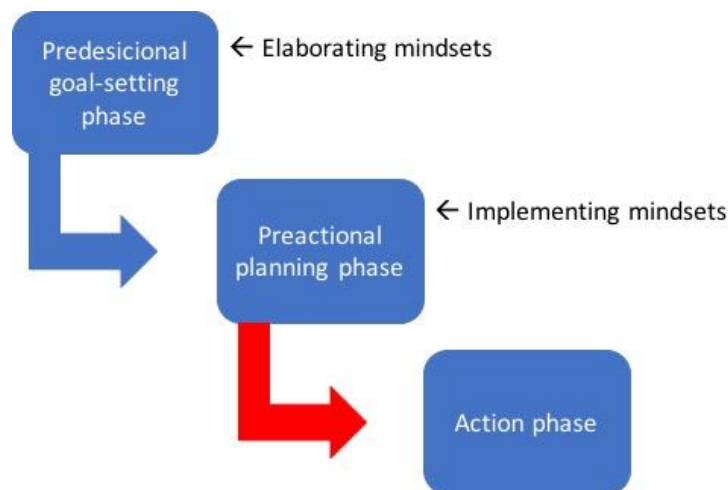 Predesicional
goal-setting
phase
← Elaborating mindsets
Preactional
planning phase
← Implementing mindsets
Action phase